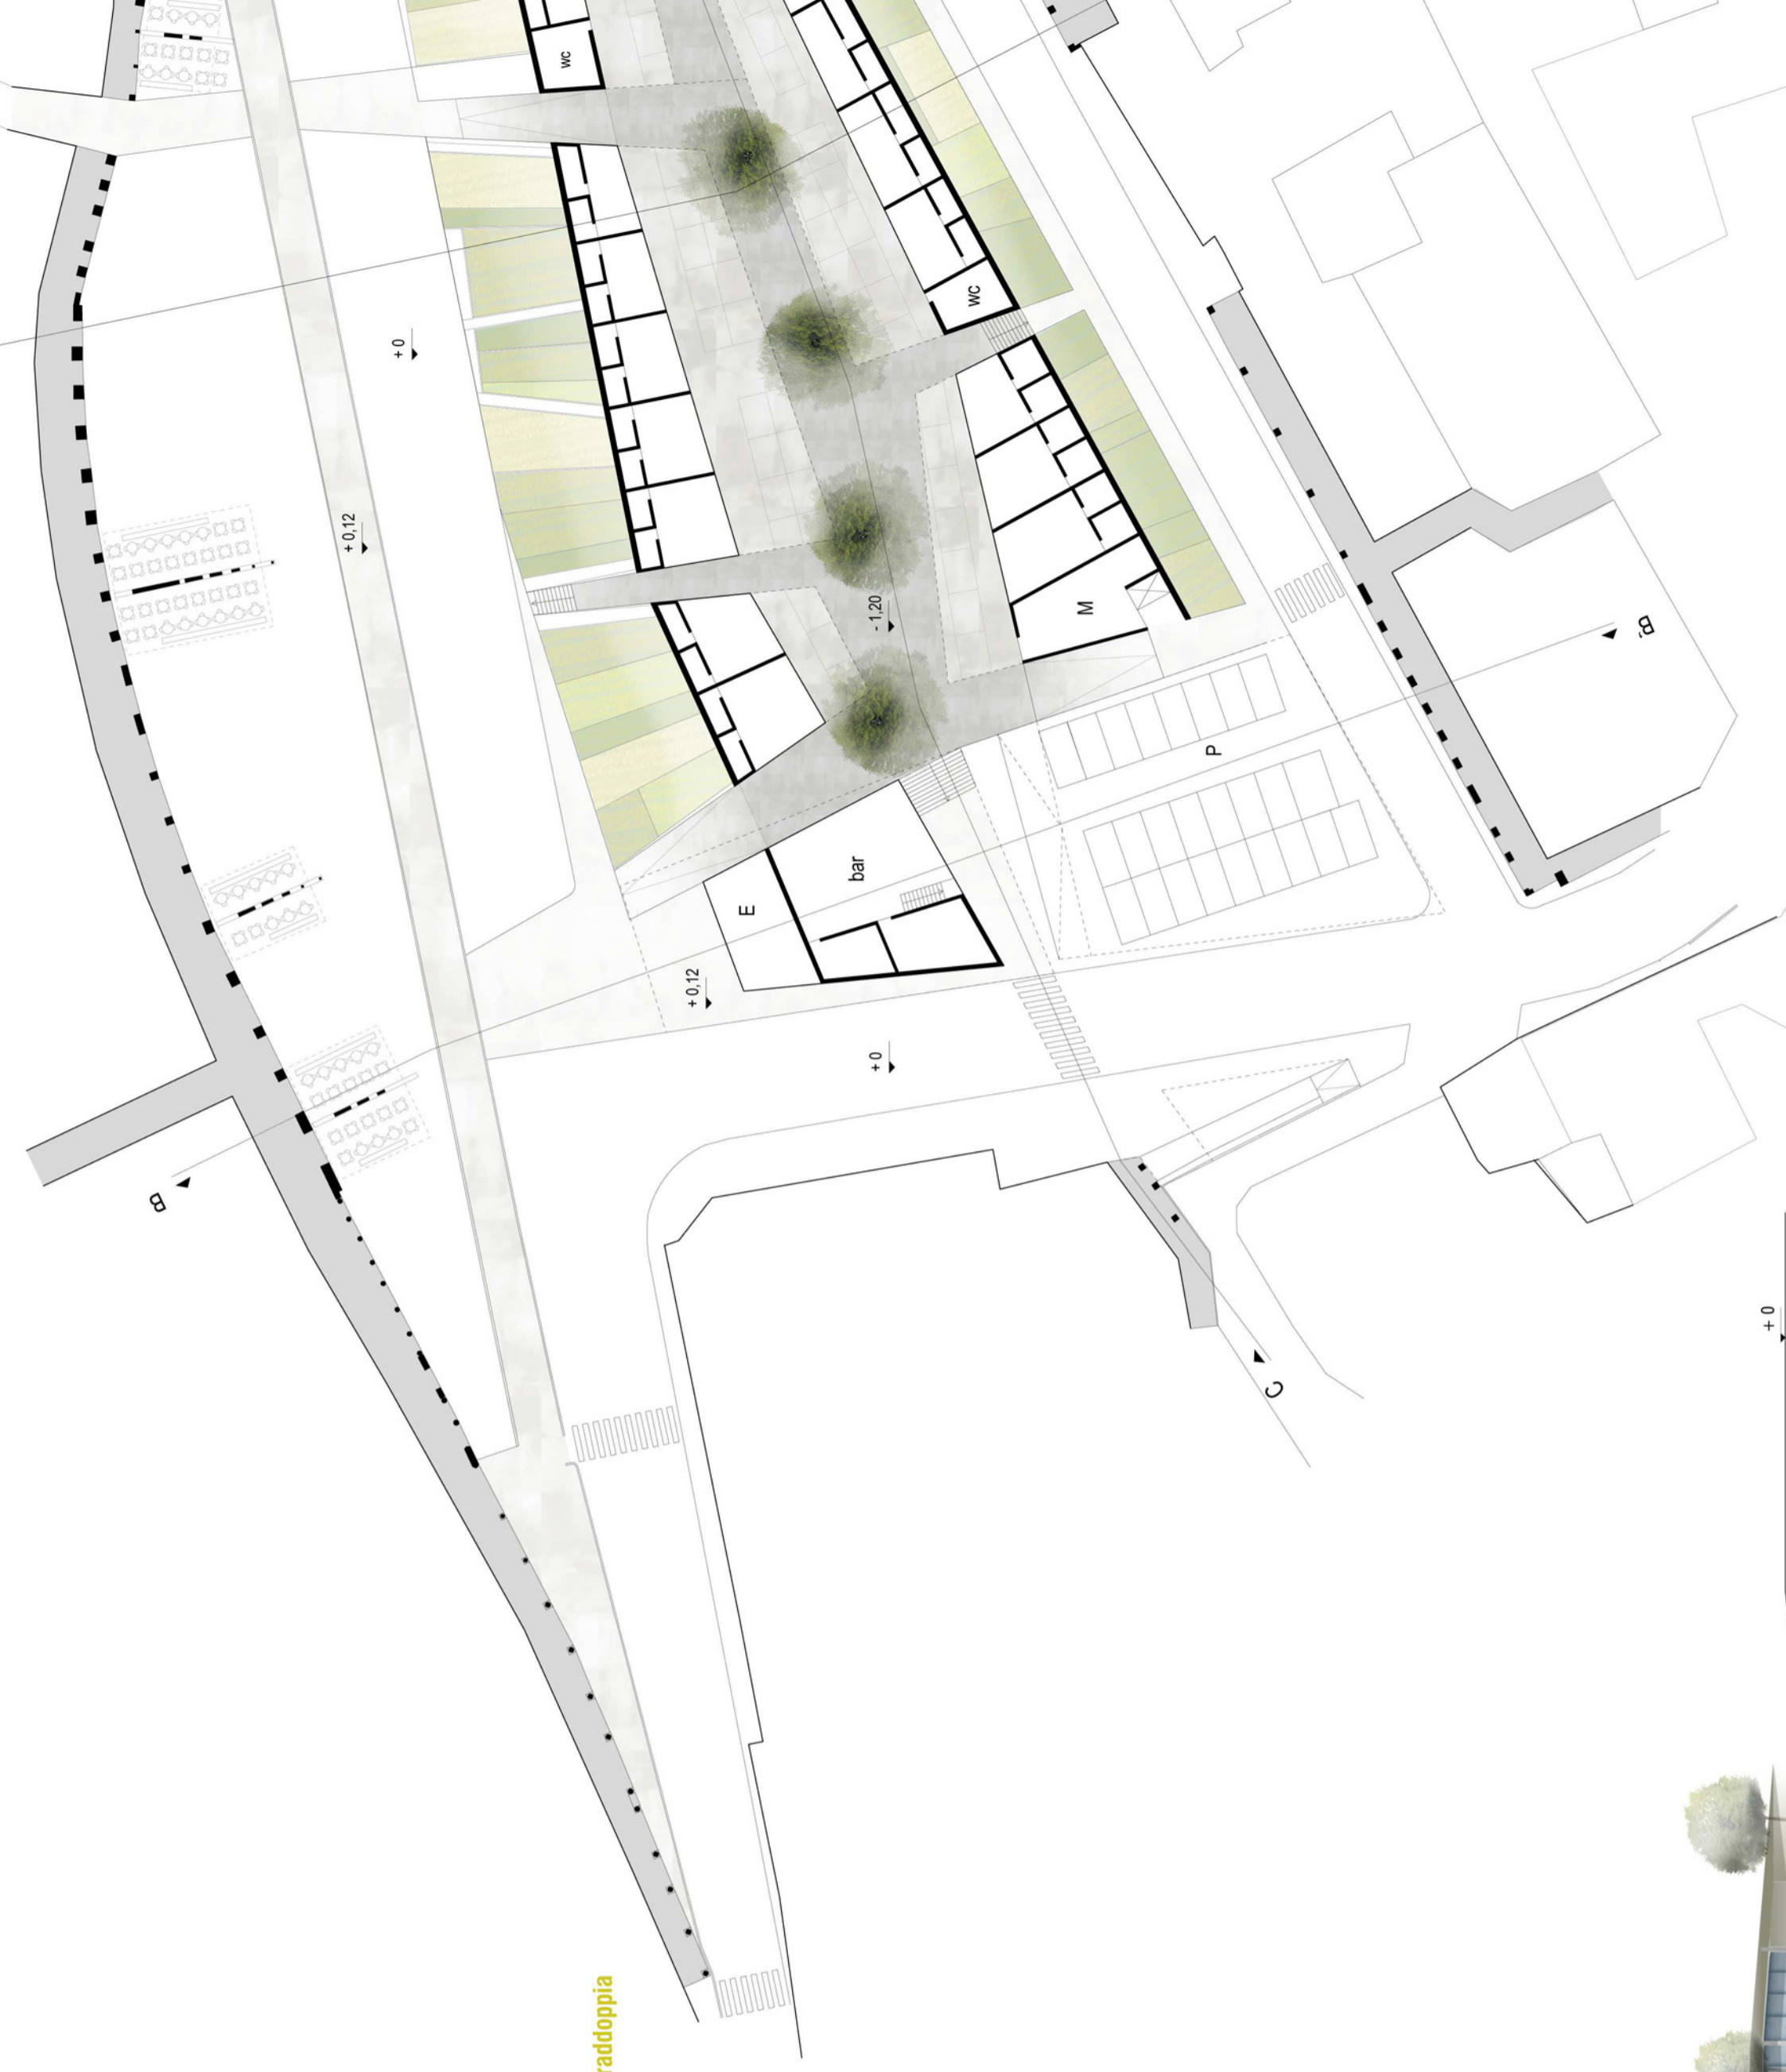 wc
+ 0
wc
+ 0,12
- 1,20
M
B'
P
bar
E
+ 0,12
+ 0
B
+ 0
C
raddoppia